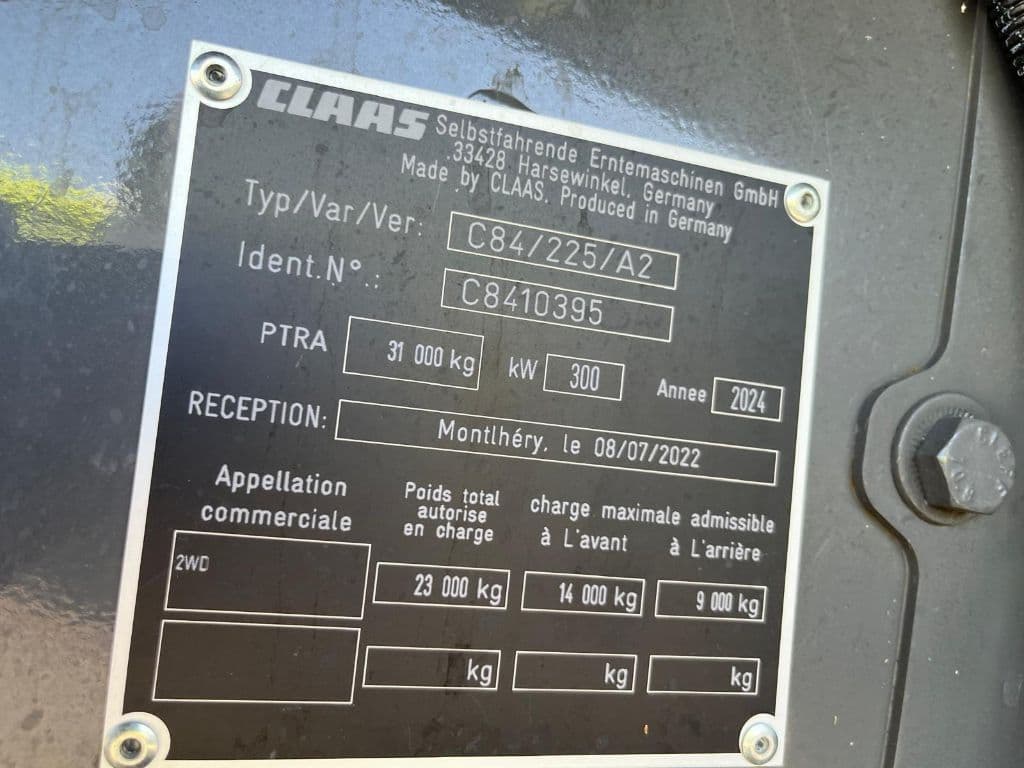 CLAAS Selbstfahrende Erntemaschinen GmbH
33428 Harsewinkel, Germany
Made by CLAAS, Produced in Germany
Typ/Var/Ver: C84/225/A2
Ident.N°.: C8410395
PTRA 31 000 kg kW 300 Annee 2024
RECEPTION: Montlhéry, le 08/07/2022
Appellation commerciale
Poids total autorise en charge
charge maximale admissible
à L'avant à L'arrière
2WD 23 000 kg 14 000 kg 9 000 kg
kg kg kg